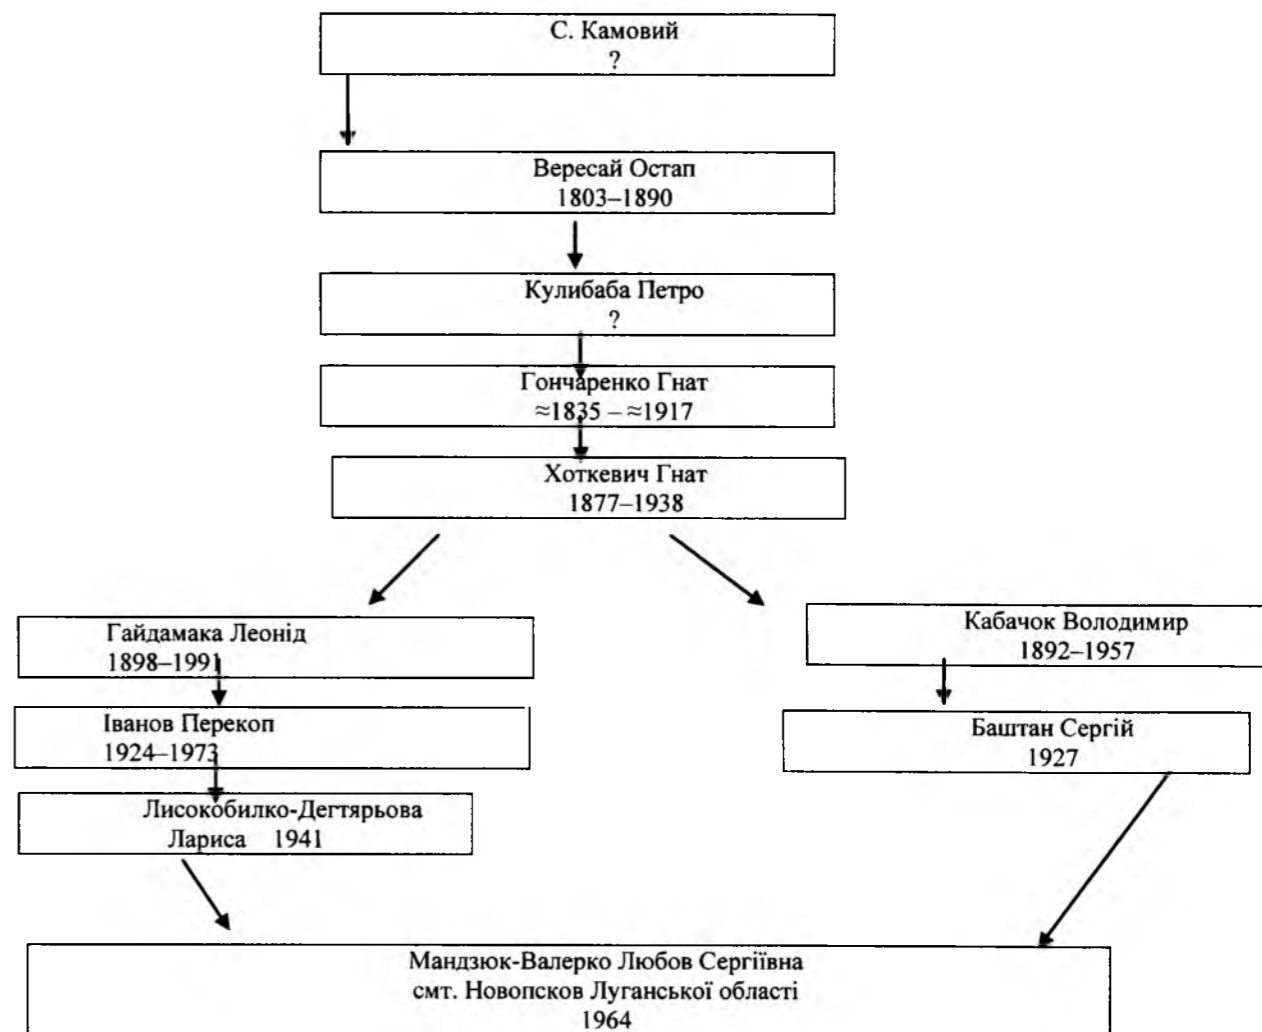 С. Камовий
?
Вересай Остап
1803–1890
Кулибаба Петро
?
Гончаренко Гнат
≈1835 – ≈1917
Хоткевич Гнат
1877–1938
Гайдамака Леонід
1898–1991
Кабачок Володимир
1892–1957
Іванов Перекоп
1924–1973
Баштан Сергій
1927
Лисокобилко-Дегтярьова
Лариса 1941
Мандзюк-Валерко Любов Сергіївна
смт. Новопсков Луганської області
1964